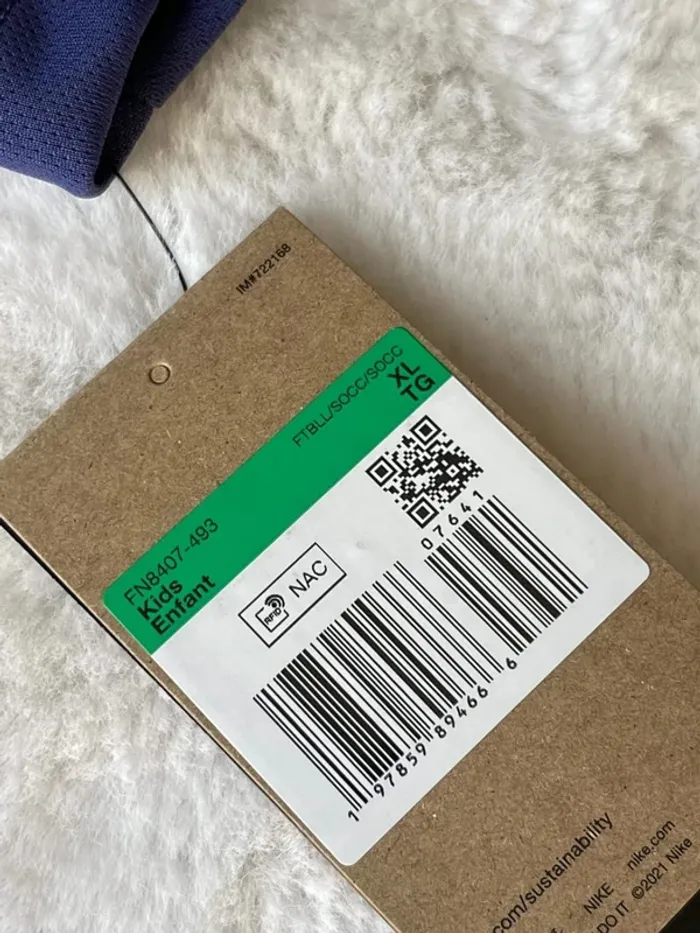 IM#722168
FTBLL/SOCC/SOCC
XL
TG
FN8407-493
Kids
Enfant
RFID
NAC
07641
1 97859 89466 6
com/sustainability
NIKE
nike.com
DO IT ©2021 Nike